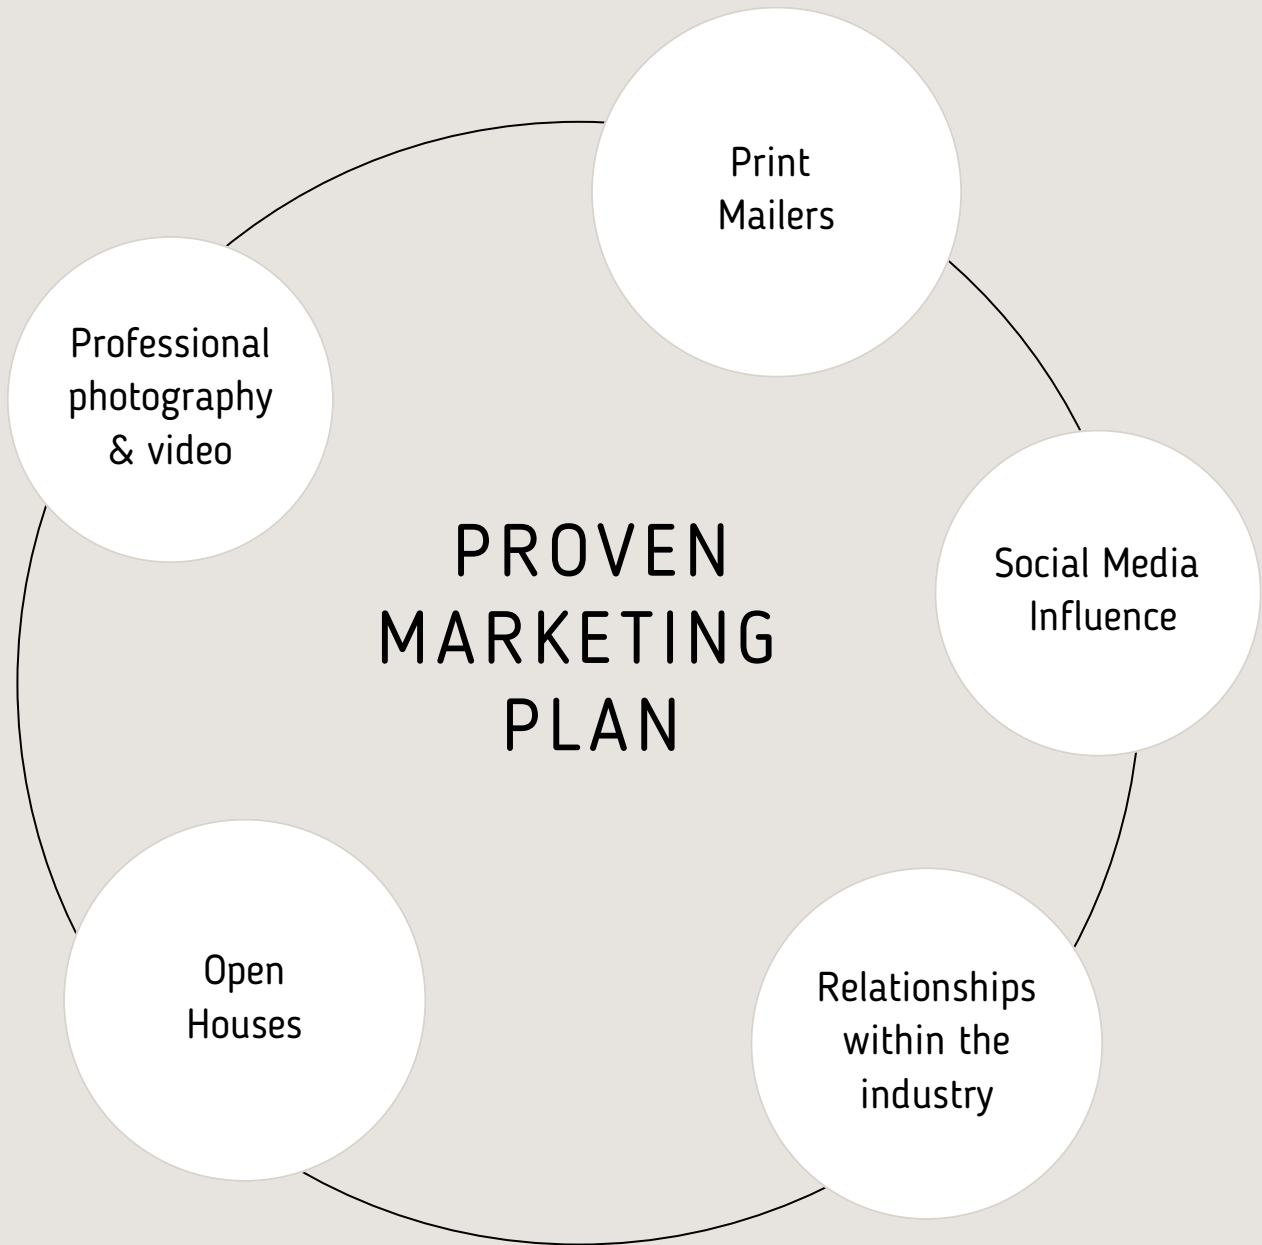 Print
Mailers
Professional
photography
& video
PROVEN
MARKETING
PLAN
Social Media
Influence
Open
Houses
Relationships
within the
industry